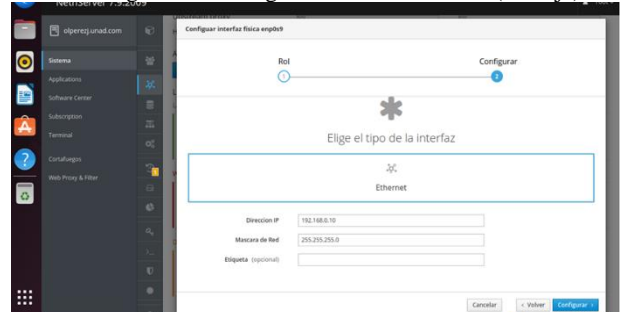 NethServer 7.9.2009
olperezj.unad.com
Sistema
Applications
Software Center
Subscription
Terminal
Cortafuegos
Web Proxy & Filter
Configuar interfaz física enp0s9
Rol
Configurar
1
2
Elige el tipo de la interfaz
Ethernet
Direccion IP
192.168.0.10
Mascara de Red
255.255.255.0
Etiqueta (opcional)
Cancelar
‹ Volver
Configurar ›